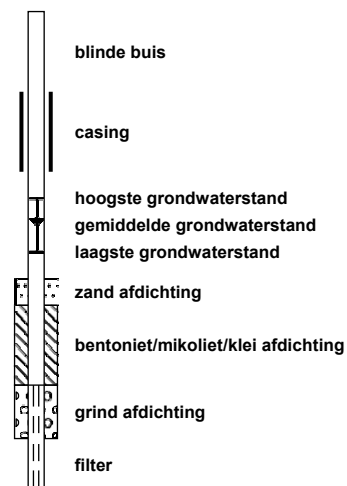 blinde buis
casing
hoogste grondwaterstand
gemiddelde grondwaterstand
laagste grondwaterstand
zand afdichting
bentoniet/mikoliet/klei afdichting
grind afdichting
filter